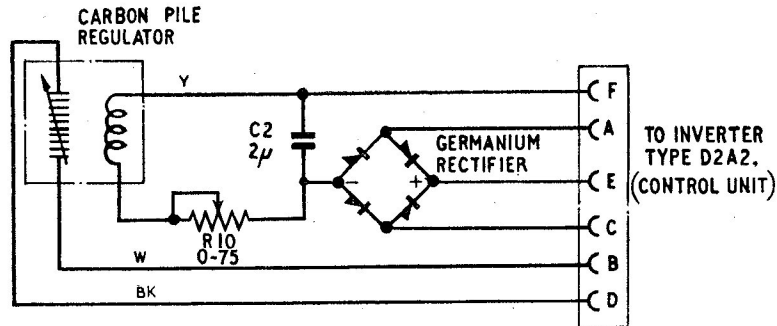 CARBON PILE
REGULATOR
Y
F
C2
2μ
A
GERMANIUM
RECTIFIER
TO INVERTER
TYPE D2A2.
(CONTROL UNIT)
-
+
E
C
R10
0-75
W
B
BK
D